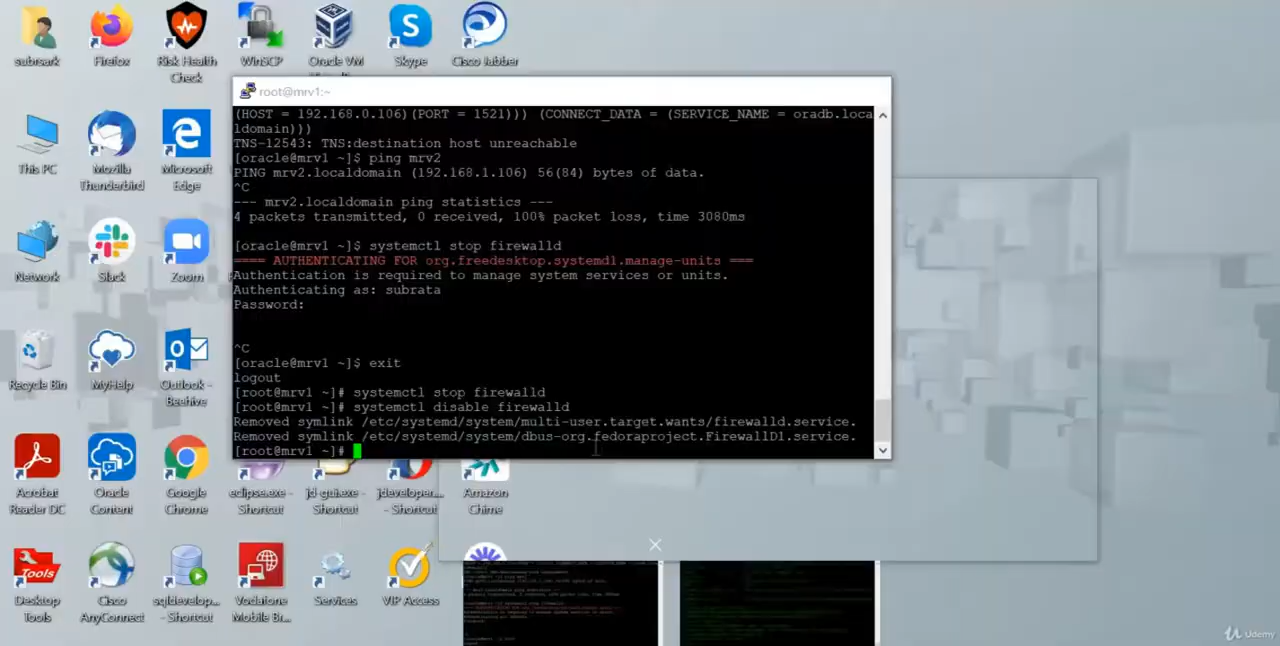 subrsark
Firefox
Risk Health
Check
WinSCP
Oracle VM
Skype
Cisco Jabber
root@mrv1:~
(HOST = 192.168.0.106)(PORT = 1521))) (CONNECT_DATA = (SERVICE_NAME = oradb.loca
ldomain)))
TNS-12543: TNS:destination host unreachable
[oracle@mrv1 ~]$ ping mrv2
PING mrv2.localdomain (192.168.1.106) 56(84) bytes of data.
^C
--- mrv2.localdomain ping statistics ---
4 packets transmitted, 0 received, 100% packet loss, time 3080ms
[oracle@mrv1 ~]$ systemctl stop firewalld
==== AUTHENTICATING FOR org.freedesktop.systemd1.manage-units ===
Authentication is required to manage system services or units.
Authenticating as: subrata
Password:
^C
[oracle@mrv1 ~]$ exit
logout
[root@mrv1 ~]# systemctl stop firewalld
[root@mrv1 ~]# systemctl disable firewalld
Removed symlink /etc/systemd/system/multi-user.target.wants/firewalld.service.
Removed symlink /etc/systemd/system/dbus-org.fedoraproject.FirewallD1.service.
[root@mrv1 ~]#
This PC
Mozilla
Thunderbird
Microsoft
Edge
Network
Slack
Zoom
Recycle Bin
MyHelp
Outlook -
Beehive
Acrobat
Reader DC
Oracle
Content
Google
Chrome
eclipse.exe -
Shortcut
jd-gui.exe -
Shortcut
jdeveloper....
- Shortcut
Amazon
Chime
Tools
Desktop
Tools
Cisco
AnyConnect
sqldevelop...
- Shortcut
Vodafone
Mobile Br...
Services
VIP Access
Udemy